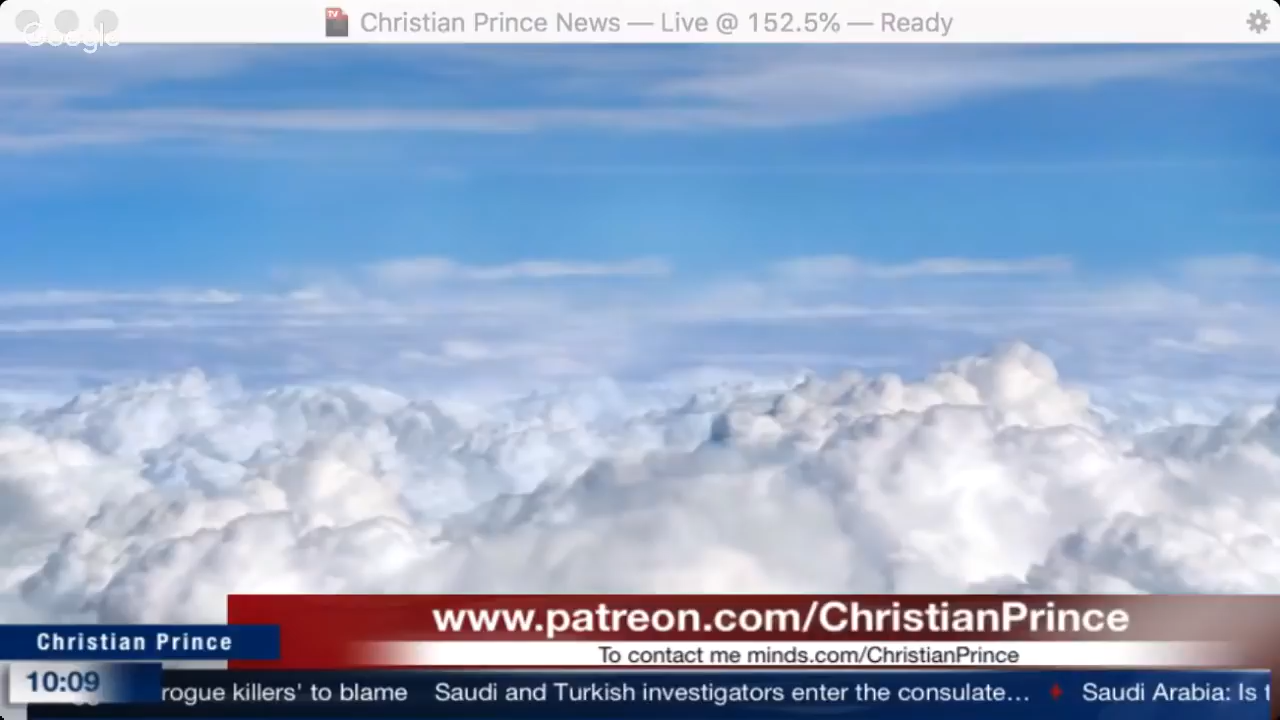 Christian Prince News — Live @ 152.5% — Ready
Google
www.patreon.com/ChristianPrince
Christian Prince
To contact me minds.com/ChristianPrince
10:09
rogue killers' to blame Saudi and Turkish investigators enter the consulate... Saudi Arabia: Is t